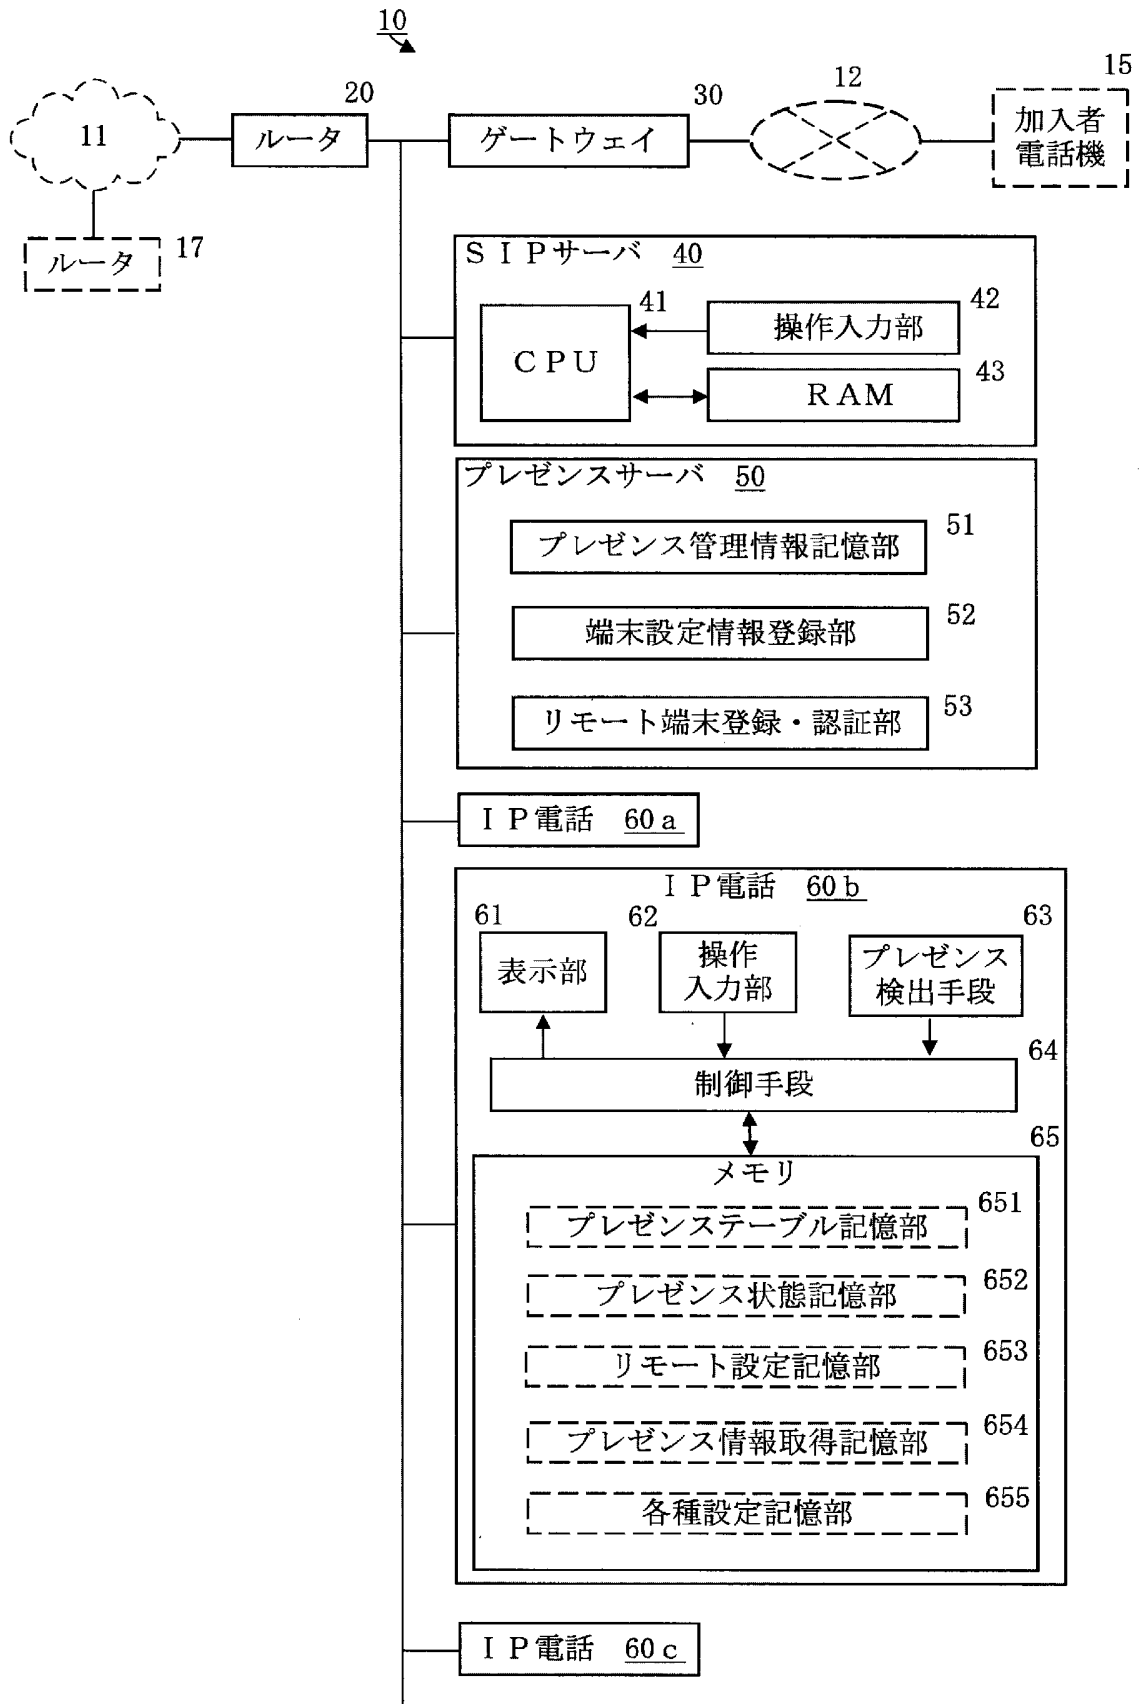 10
11
ルータ 20
ゲートウェイ 30
12
加入者
電話機 15
ルータ 17
ＳＩＰサーバ 40
ＣＰＵ 41
操作入力部 42
ＲＡＭ 43
プレゼンスサーバ 50
プレゼンス管理情報記憶部 51
端末設定情報登録部 52
リモート端末登録・認証部 53
ＩＰ電話 60a
ＩＰ電話 60b
61
表示部
62
操作
入力部
63
プレゼンス
検出手段
制御手段 64
65
メモリ
プレゼンステーブル記憶部 651
プレゼンス状態記憶部 652
リモート設定記憶部 653
プレゼンス情報取得記憶部 654
各種設定記憶部 655
ＩＰ電話 60c